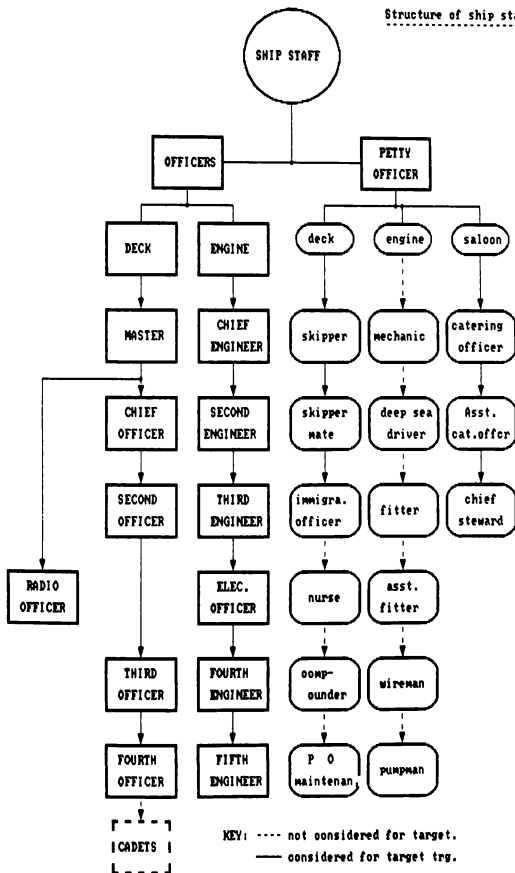 Structure of ship sta
SHIP STAFF
OFFICERS
PETTY
OFFICER
DECK
ENGINE
deck
engine
saloon
MASTER
CHIEF
ENGINEER
skipper
mechanic
catering
officer
CHIEF
OFFICER
SECOND
ENGINEER
skipper
mate
deep sea
driver
Asst.
cat.offcr
SECOND
OFFICER
THIRD
ENGINEER
immigra.
officer
fitter
chief
steward
RADIO
OFFICER
ELEC.
OFFICER
nurse
asst.
fitter
THIRD
OFFICER
FOURTH
ENGINEER
comp-
ounder
wireman
FOURTH
OFFICER
FIFTH
ENGINEER
P O
maintenan.
pumpman
CADETS
KEY: ---- not considered for target.
—— considered for target trg.